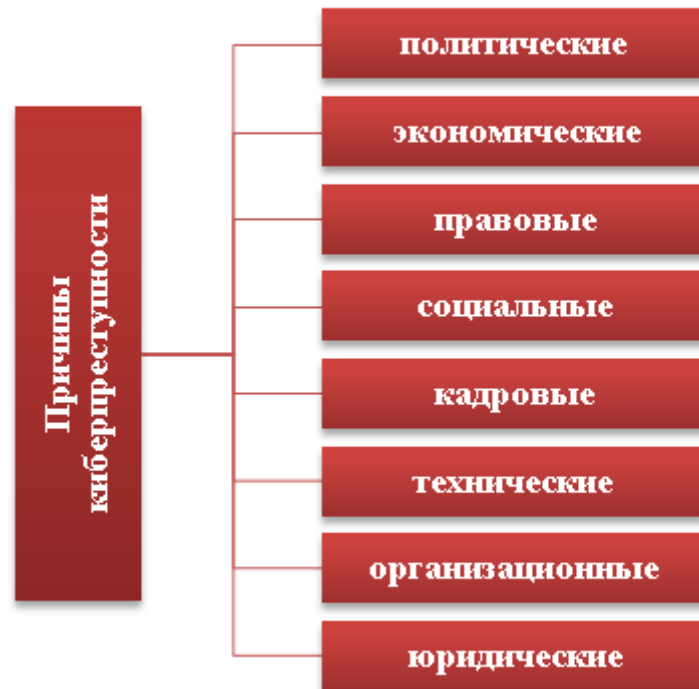 Причины
киберпреступности
политические
экономические
правовые
социальные
кадровые
технические
организационные
юридические